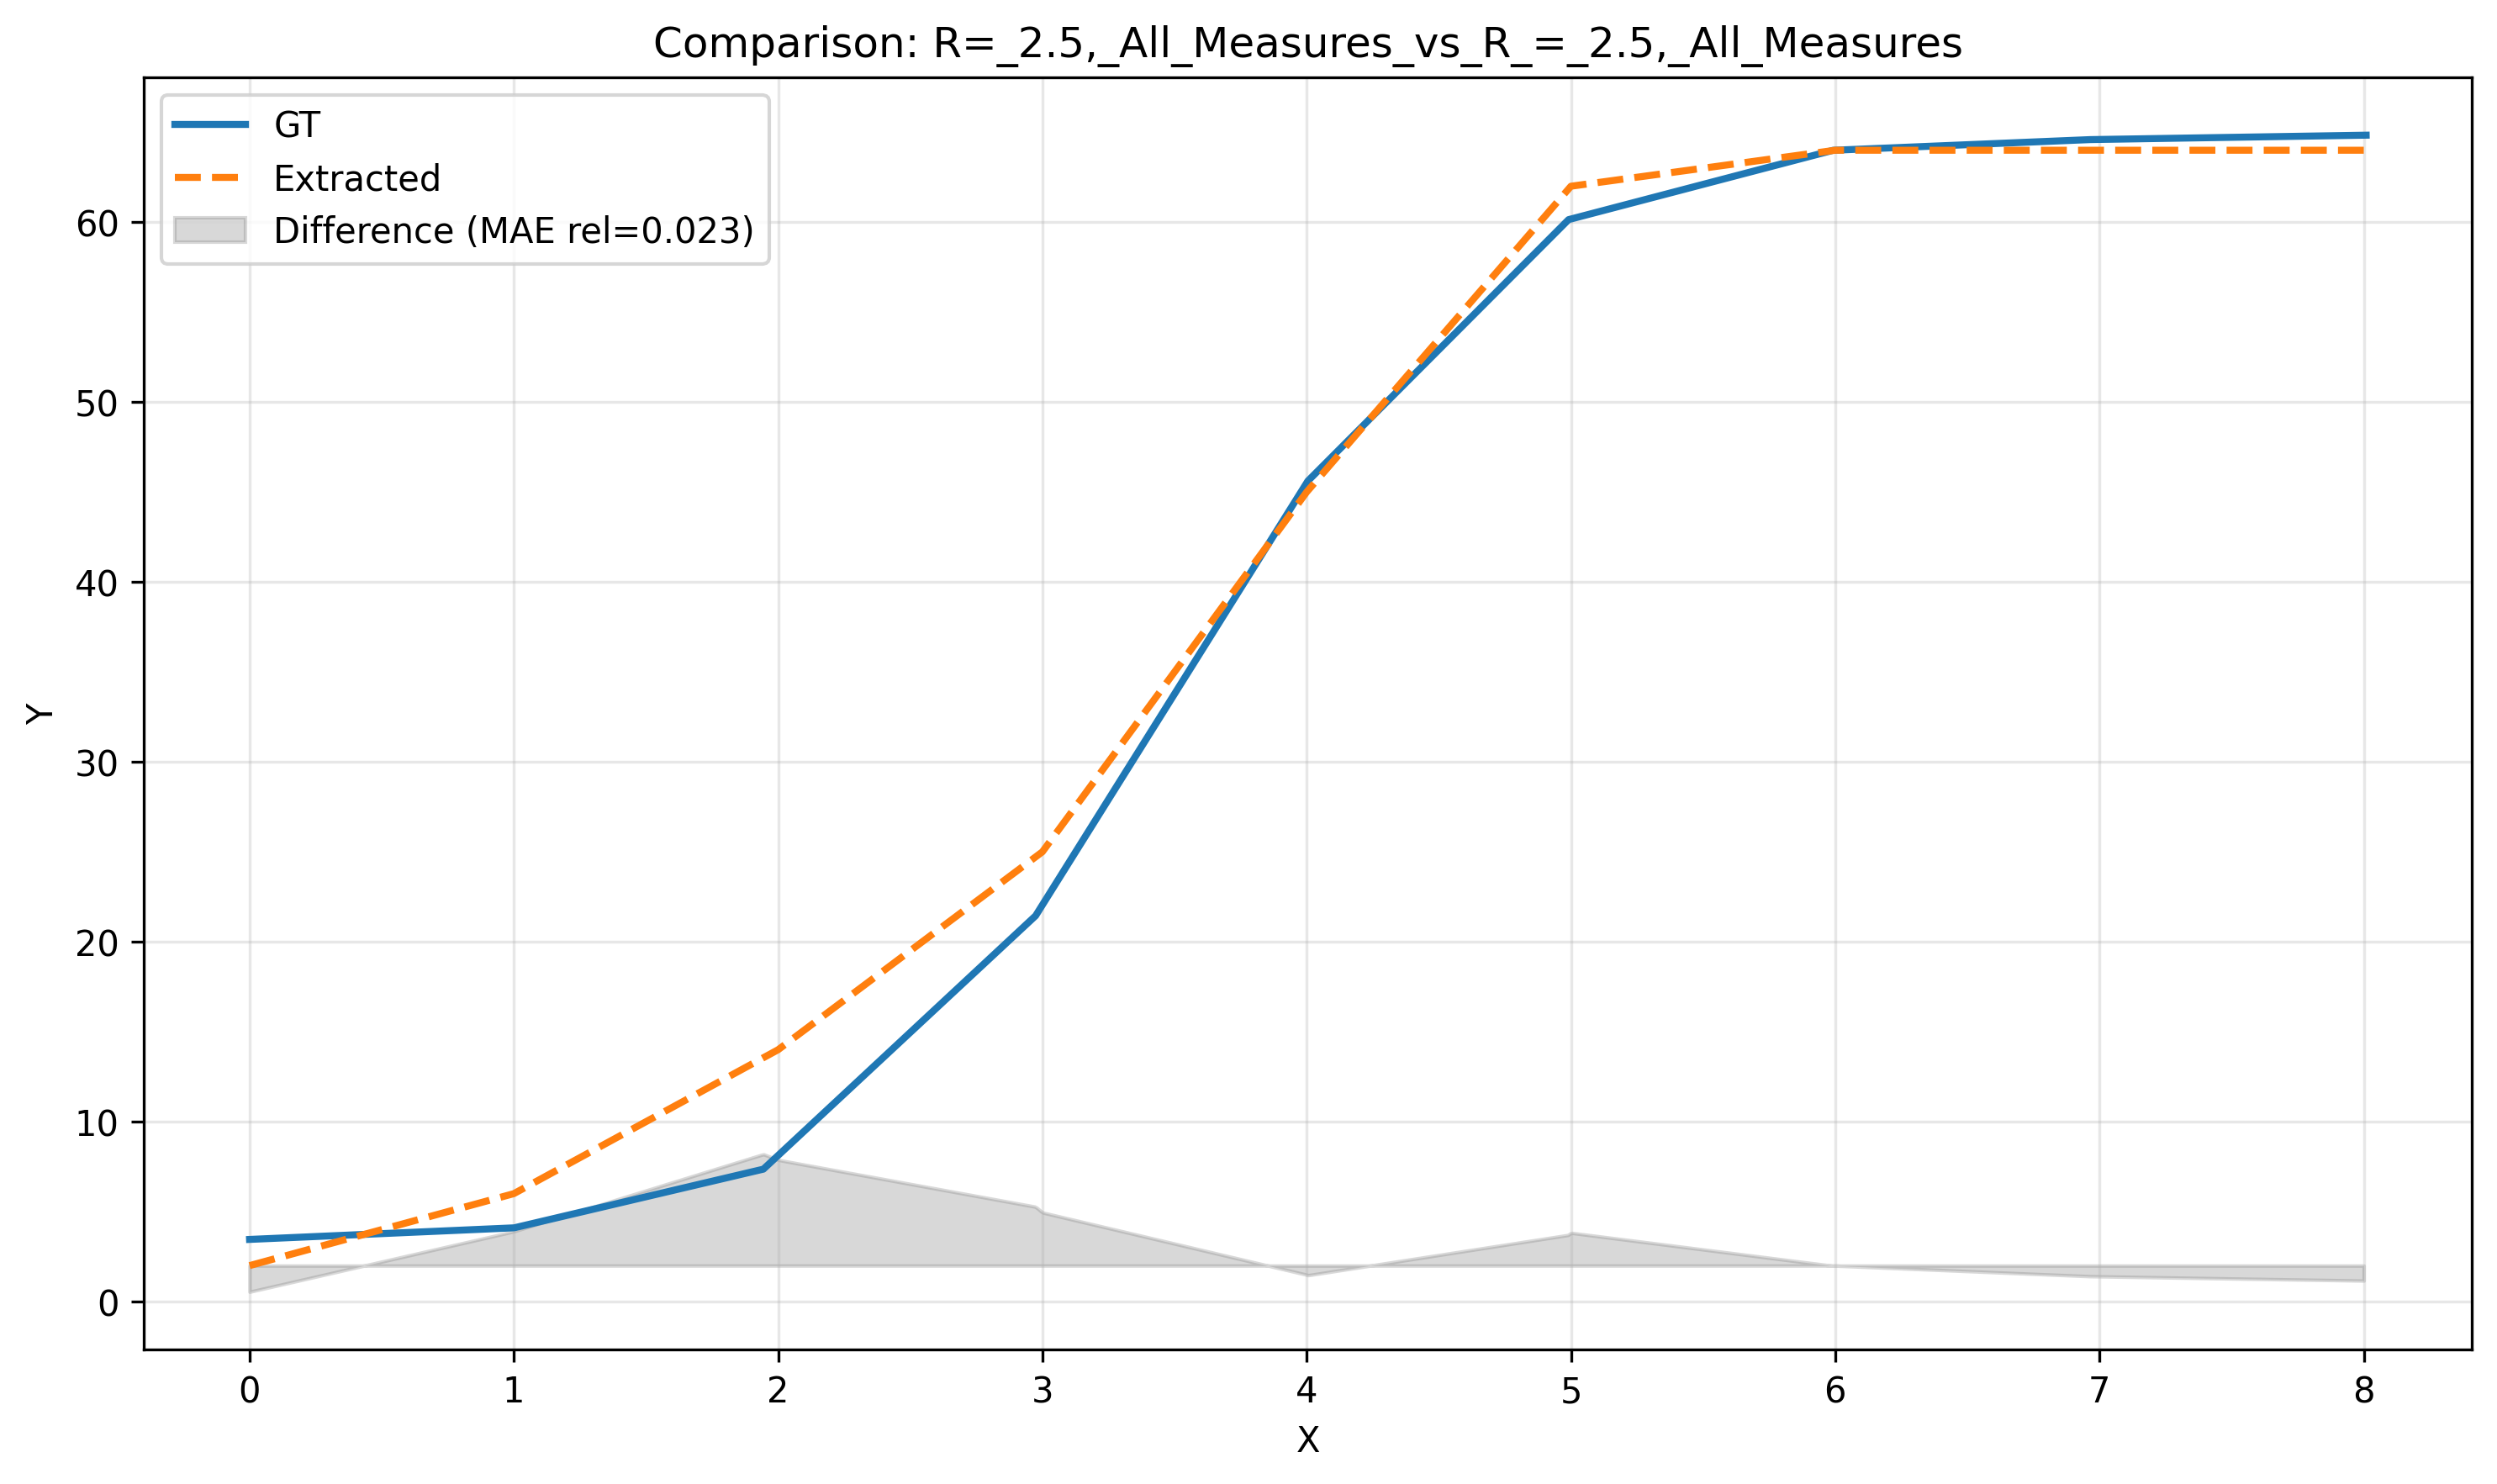 Comparison: R=_2.5,_All_Measures_vs_R_=_2.5,_All_Measures
GT
Extracted
Difference (MAE rel=0.023)
60
50
40
30
20
10
0
Y
0 1 2 3 4 5 6 7 8
X